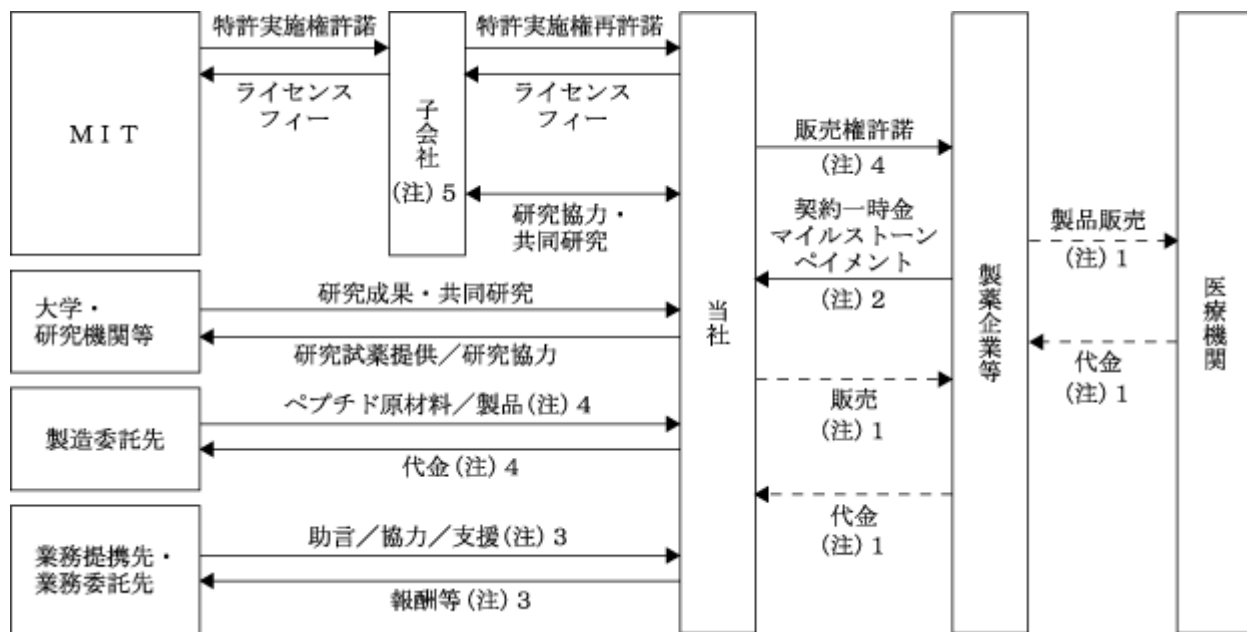 特許実施権許諾
特許実施権再許諾
ライセンス
フィー
ライセンス
フィー
MIT
子会社
(注) 5
研究協力・
共同研究
大学・
研究機関等
研究成果・共同研究
研究試薬提供／研究協力
製造委託先
ペプチド原材料／製品(注) 4
代金(注) 4
業務提携先・
業務委託先
助言／協力／支援(注) 3
報酬等(注) 3
当社
販売権許諾
(注) 4
契約一時金
マイルストーン
ペイメント
(注) 2
販売
(注) 1
代金
(注) 1
製薬企業等
製品販売
(注) 1
代金
(注) 1
医療機関